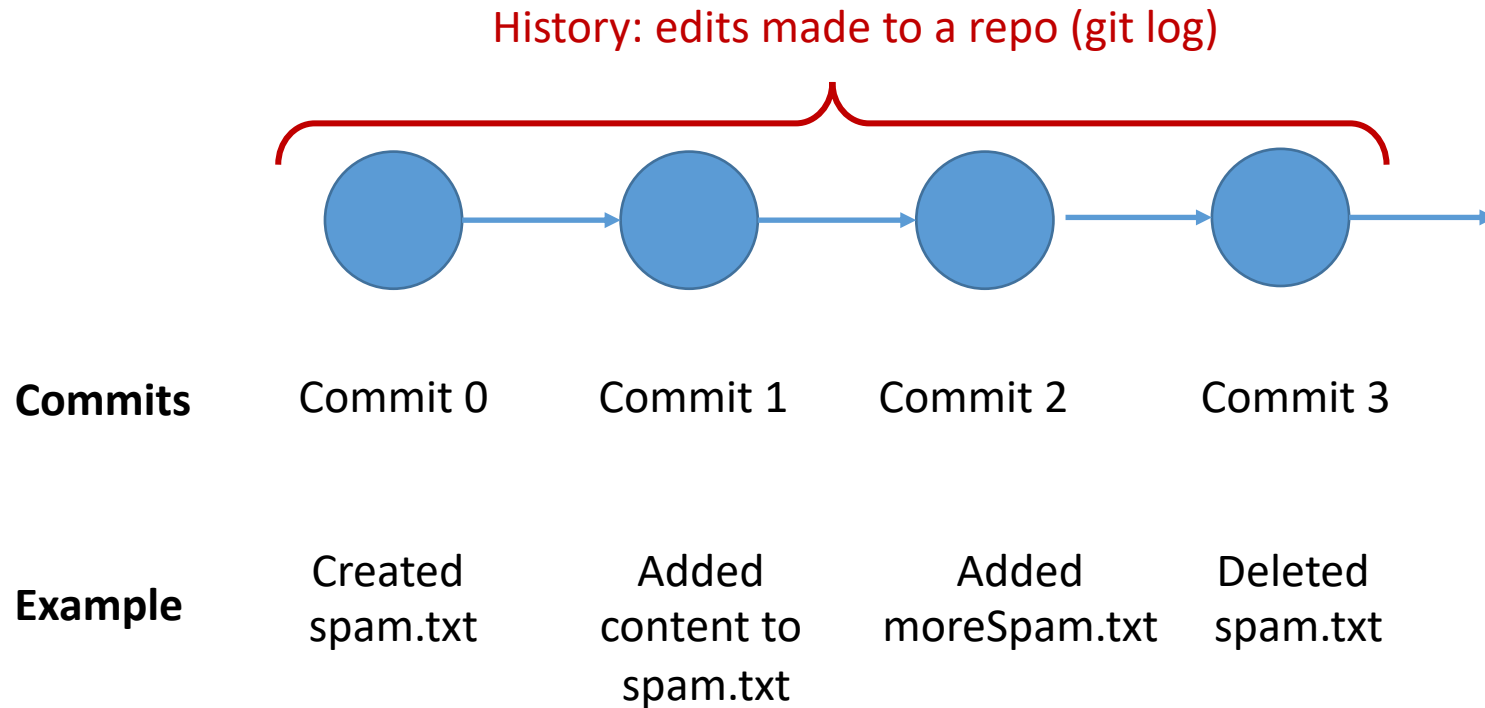 History: edits made to a repo (git log)
Commits
Commit 0
Commit 1
Commit 2
Commit 3
Example
Created
spam.txt
Added
content to
spam.txt
Added
moreSpam.txt
Deleted
spam.txt